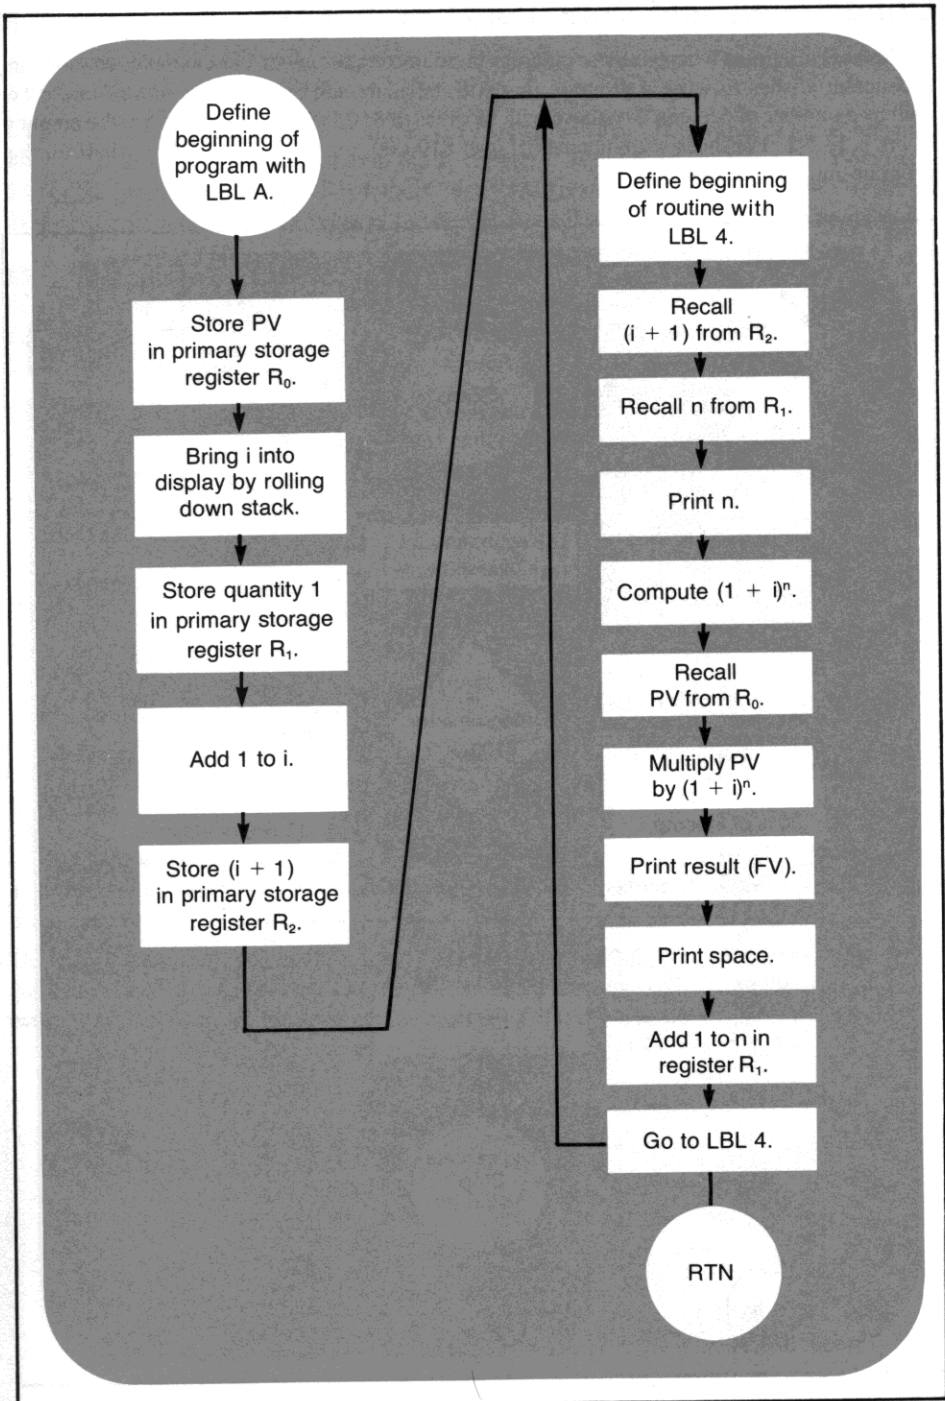 Define
beginning of
program with
LBL A.
Store PV
in primary storage
register R₀.
Bring i into
display by rolling
down stack.
Store quantity 1
in primary storage
register R₁.
Add 1 to i.
Store (i + 1)
in primary storage
register R₂.
Define beginning
of routine with
LBL 4.
Recall
(i + 1) from R₂.
Recall n from R₁.
Print n.
Compute (1 + i)ⁿ.
Recall
PV from R₀.
Multiply PV
by (1 + i)ⁿ.
Print result (FV).
Print space.
Add 1 to n in
register R₁.
Go to LBL 4.
RTN